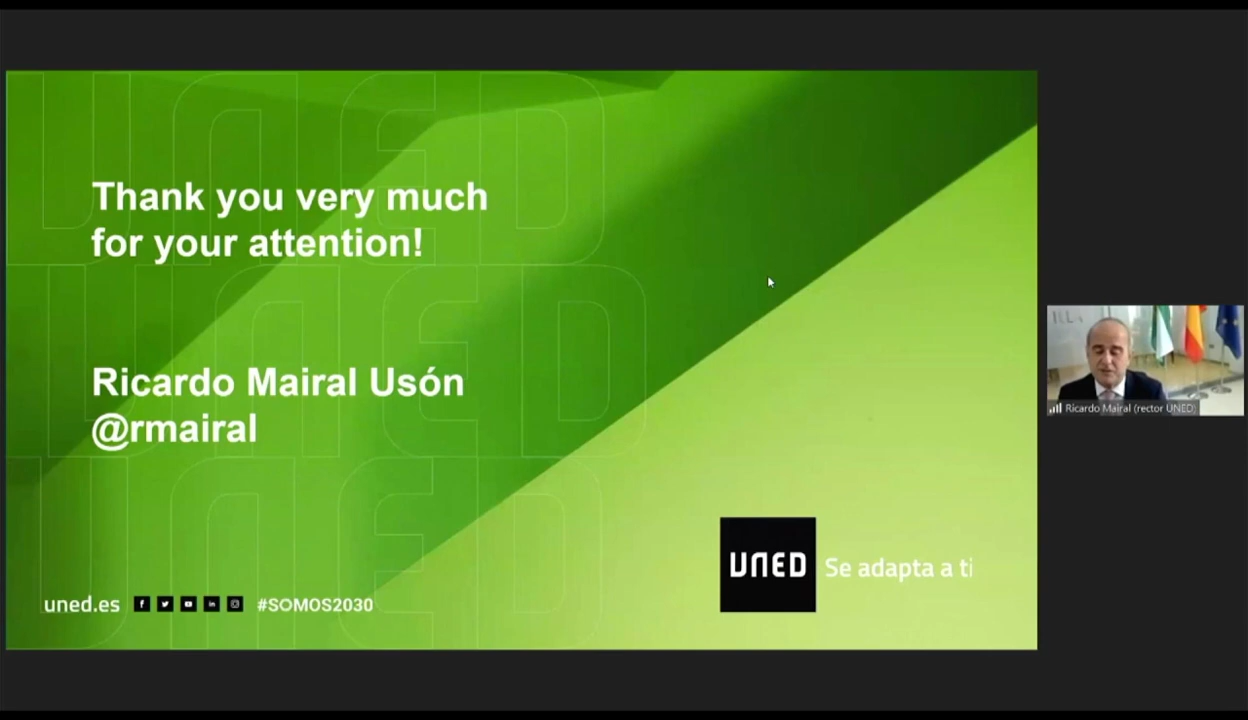 Thank you very much
for your attention!
Ricardo Mairal Usón
@rmairal
UNED
Se adapta a ti
uned.es
#SOMOS2030
Ricardo Mairal (rector UNED)